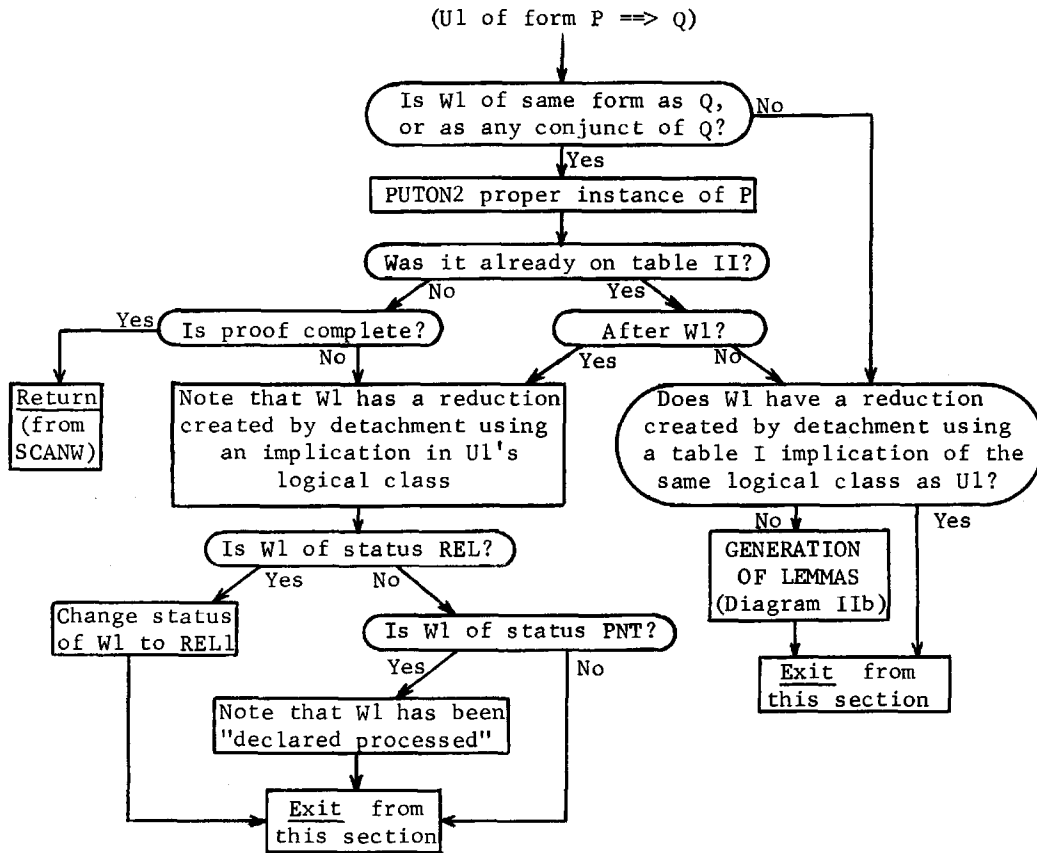 (U1 of form P ==> Q)
Is W1 of same form as Q,
or as any conjunct of Q?
No
Yes
PUTON2 proper instance of P
Was it already on table II?
No
Yes
Yes
Is proof complete?
After W1?
No
Yes
No
Return
(from
SCANW)
Note that W1 has a reduction
created by detachment using
an implication in U1's
logical class
Does W1 have a reduction
created by detachment using
a table I implication of the
same logical class as U1?
No
Yes
Is W1 of status REL?
Yes
No
GENERATION
OF LEMMAS
(Diagram IIb)
Change status
of W1 to REL1
Is W1 of status PNT?
Yes
No
Exit from
this section
Note that W1 has been
"declared processed"
Exit from
this section